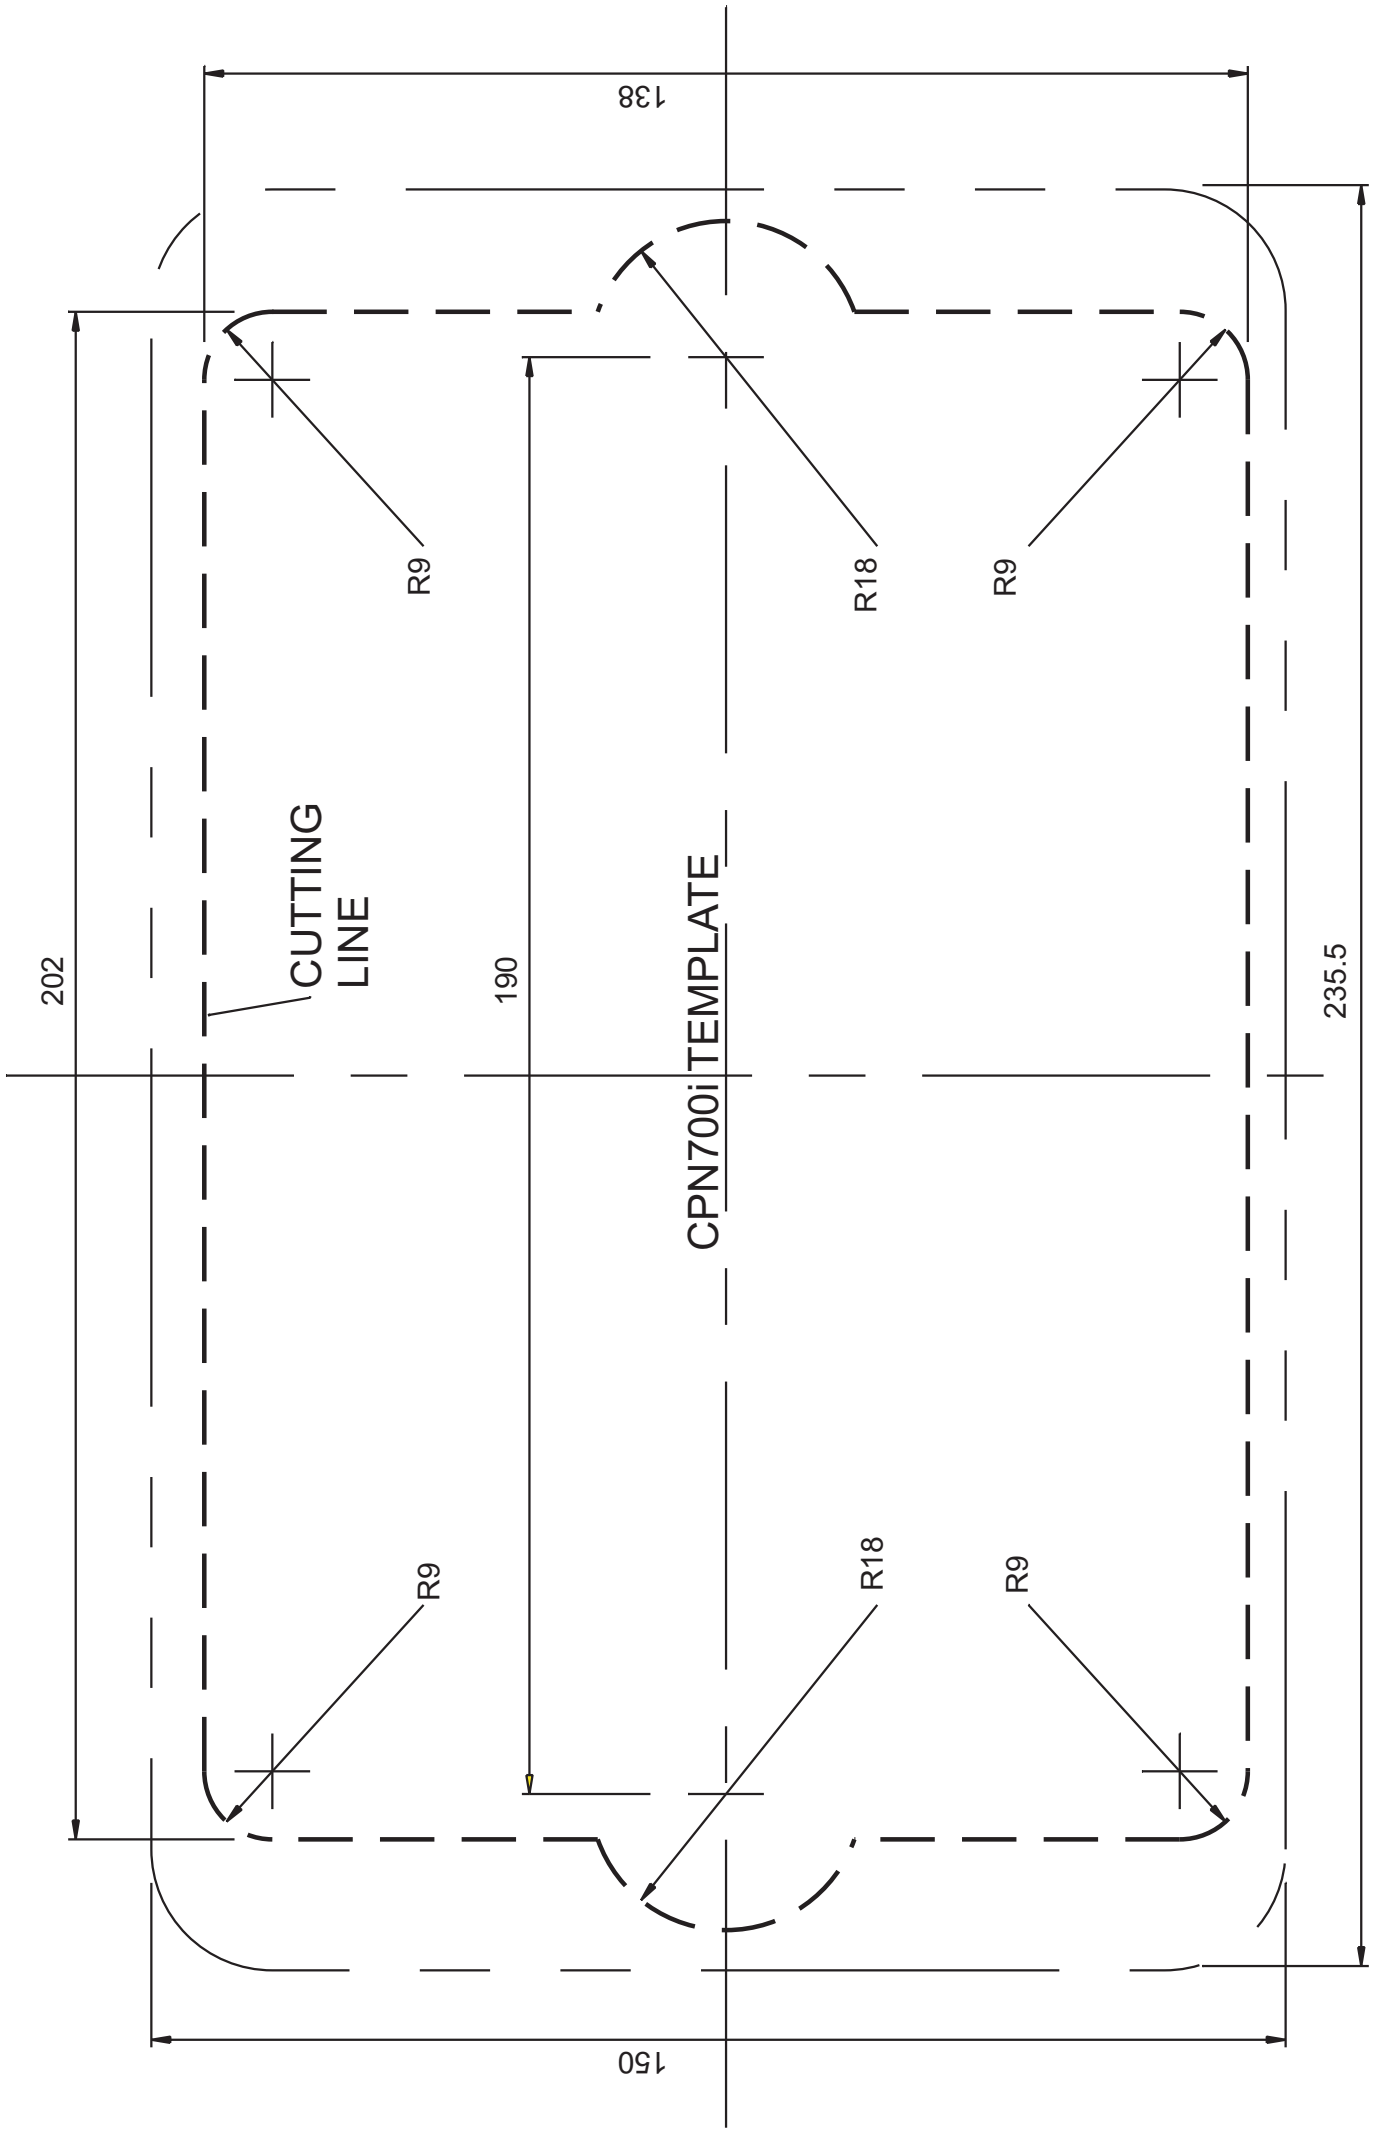 138
R9
R18
R9
CUTTING
LINE
202
190
CPN700i TEMPLATE
235.5
R9
R18
R9
150